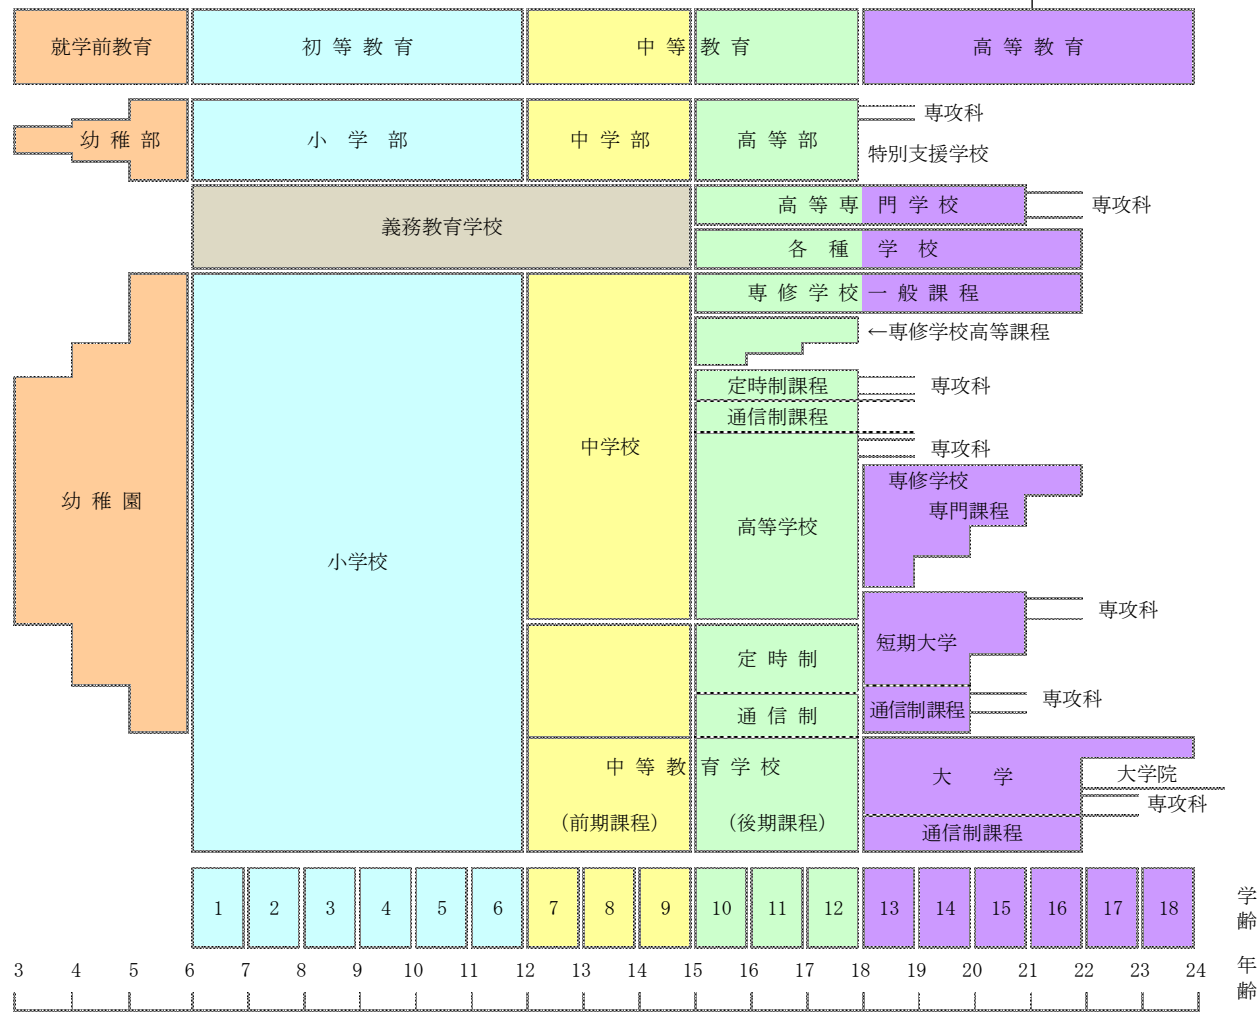 就学前教育
初等教育
中等教育
高等教育
幼稚部
小学部
中学部
高等部
専攻科
特別支援学校
義務教育学校
高等専門学校
専攻科
各種学校
専修学校一般課程
←専修学校高等課程
幼稚園
小学校
中学校
定時制課程
専攻科
通信制課程
専攻科
高等学校
専修学校
専門課程
専攻科
短期大学
定時制
専攻科
通信制
通信制課程
中等教育学校
(前期課程)
(後期課程)
大学
大学院
専攻科
通信制課程
1 2 3 4 5 6 7 8 9 10 11 12 13 14 15 16 17 18
学齢
3 4 5 6 7 8 9 10 11 12 13 14 15 16 17 18 19 20 21 22 23 24
年齢